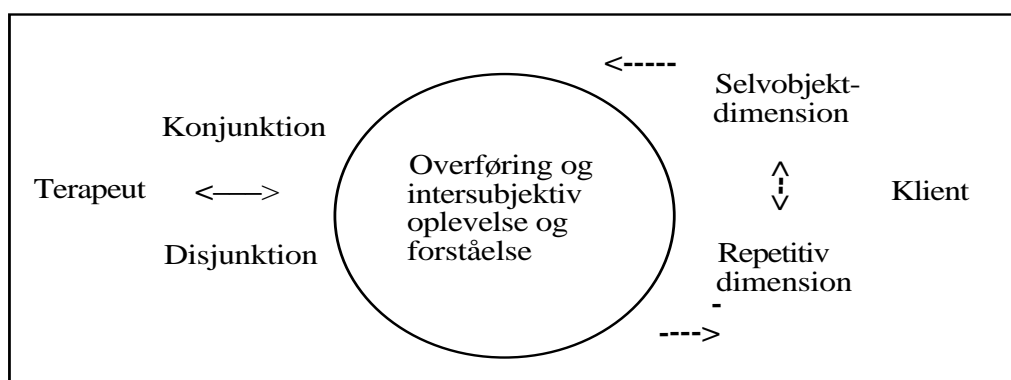 Selvobjekt-
dimension
Konjunktion
Overføring og
intersubjektiv
oplevelse og
forståelse
Terapeut
Klient
Disjunktion
Repetitiv
dimension